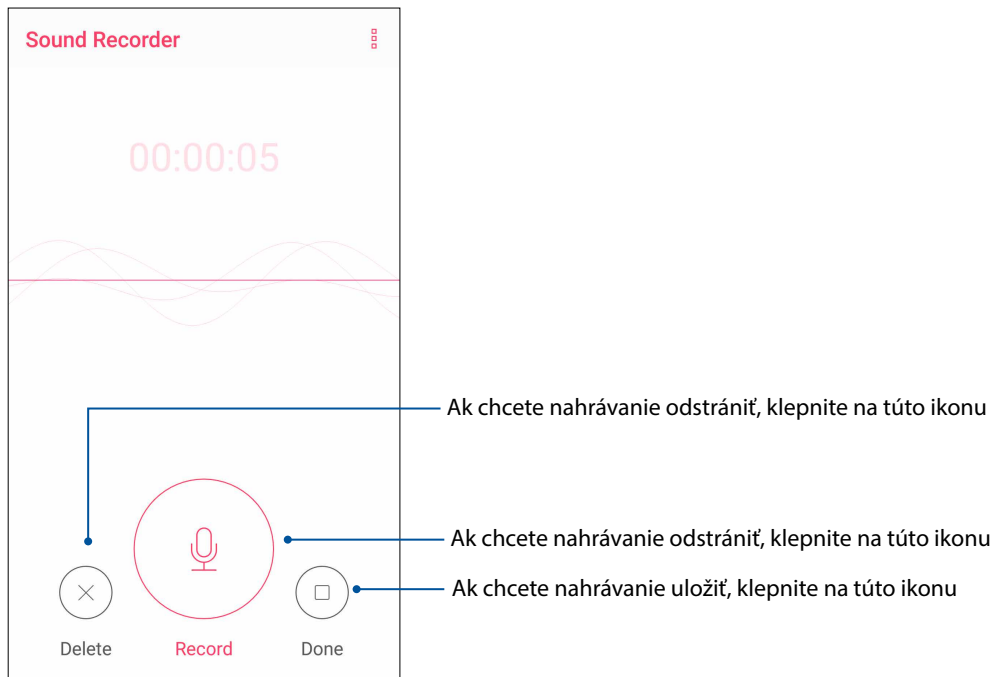 Sound Recorder
00:00:05
Ak chcete nahrávanie odstrániť, klepnite na túto ikonu
Ak chcete nahrávanie odstrániť, klepnite na túto ikonu
Ak chcete nahrávanie uložiť, klepnite na túto ikonu
Delete
Record
Done